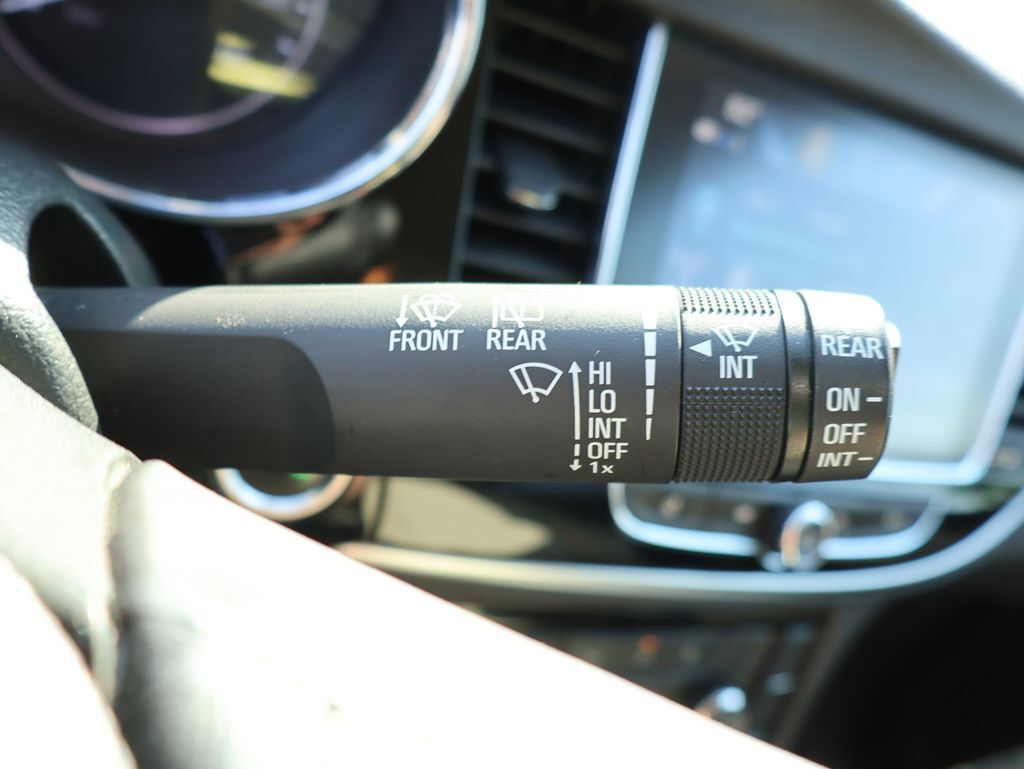 FRONT REAR
HI
LO
INT
OFF
1x
INT
REAR
ON
OFF
INT